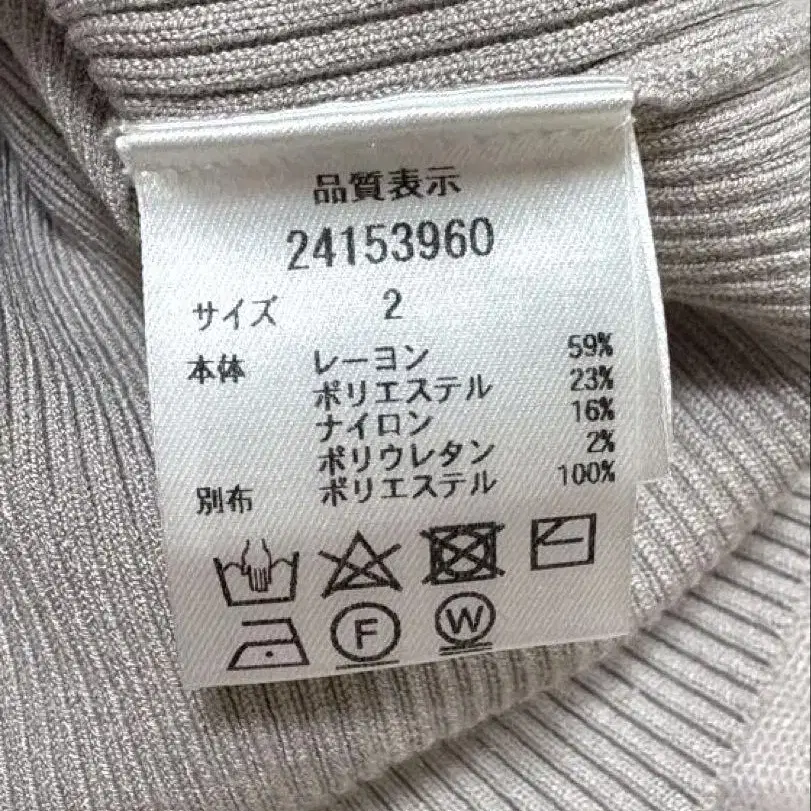 品質表示
24153960
サイズ 2
本体 レーヨン 59%
ポリエステル 23%
ナイロン 16%
ポリウレタン 2%
別布 ポリエステル 100%
F W